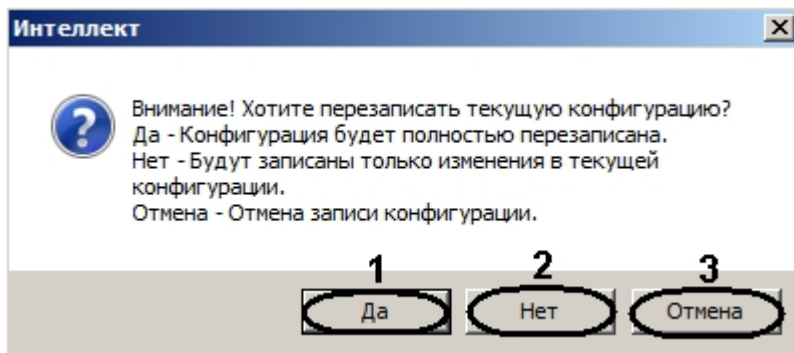 Интеллект
Внимание! Хотите перезаписать текущую конфигурацию?
Да - Конфигурация будет полностью перезаписана.
Нет - Будут записаны только изменения в текущей
конфигурации.
Отмена - Отмена записи конфигурации.
1 2 3
Да Нет Отмена